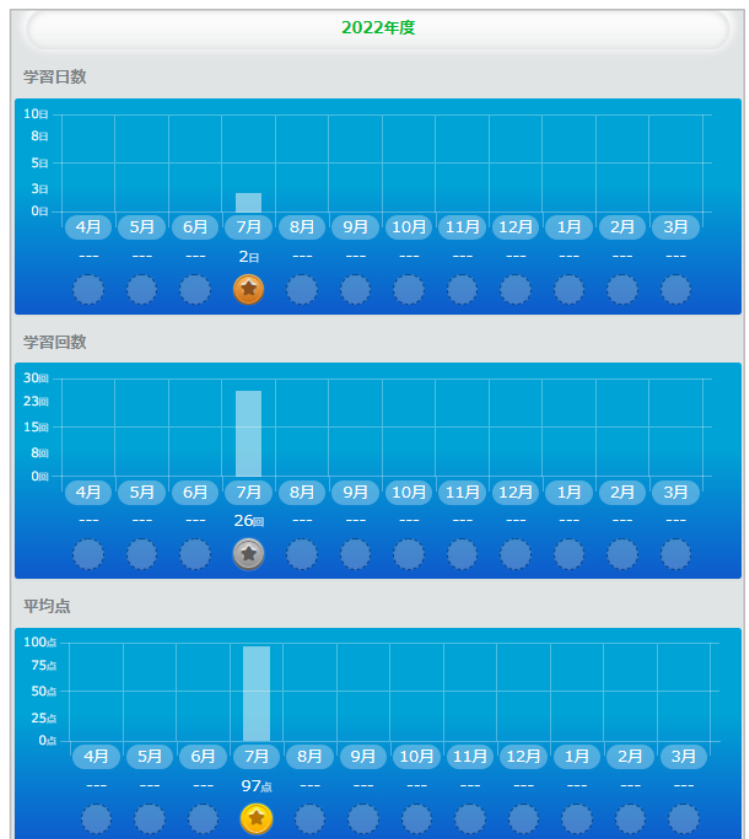 2022年度
学習日数
10日
8日
5日
3日
0日
4月 5月 6月 7月 8月 9月 10月 11月 12月 1月 2月 3月
--- --- --- 2日 --- --- --- --- --- --- --- ---
学習回数
30回
23回
15回
8回
0回
4月 5月 6月 7月 8月 9月 10月 11月 12月 1月 2月 3月
--- --- --- 26回 --- --- --- --- --- --- --- ---
平均点
100点
75点
50点
25点
0点
4月 5月 6月 7月 8月 9月 10月 11月 12月 1月 2月 3月
--- --- --- 97点 --- --- --- --- --- --- --- ---